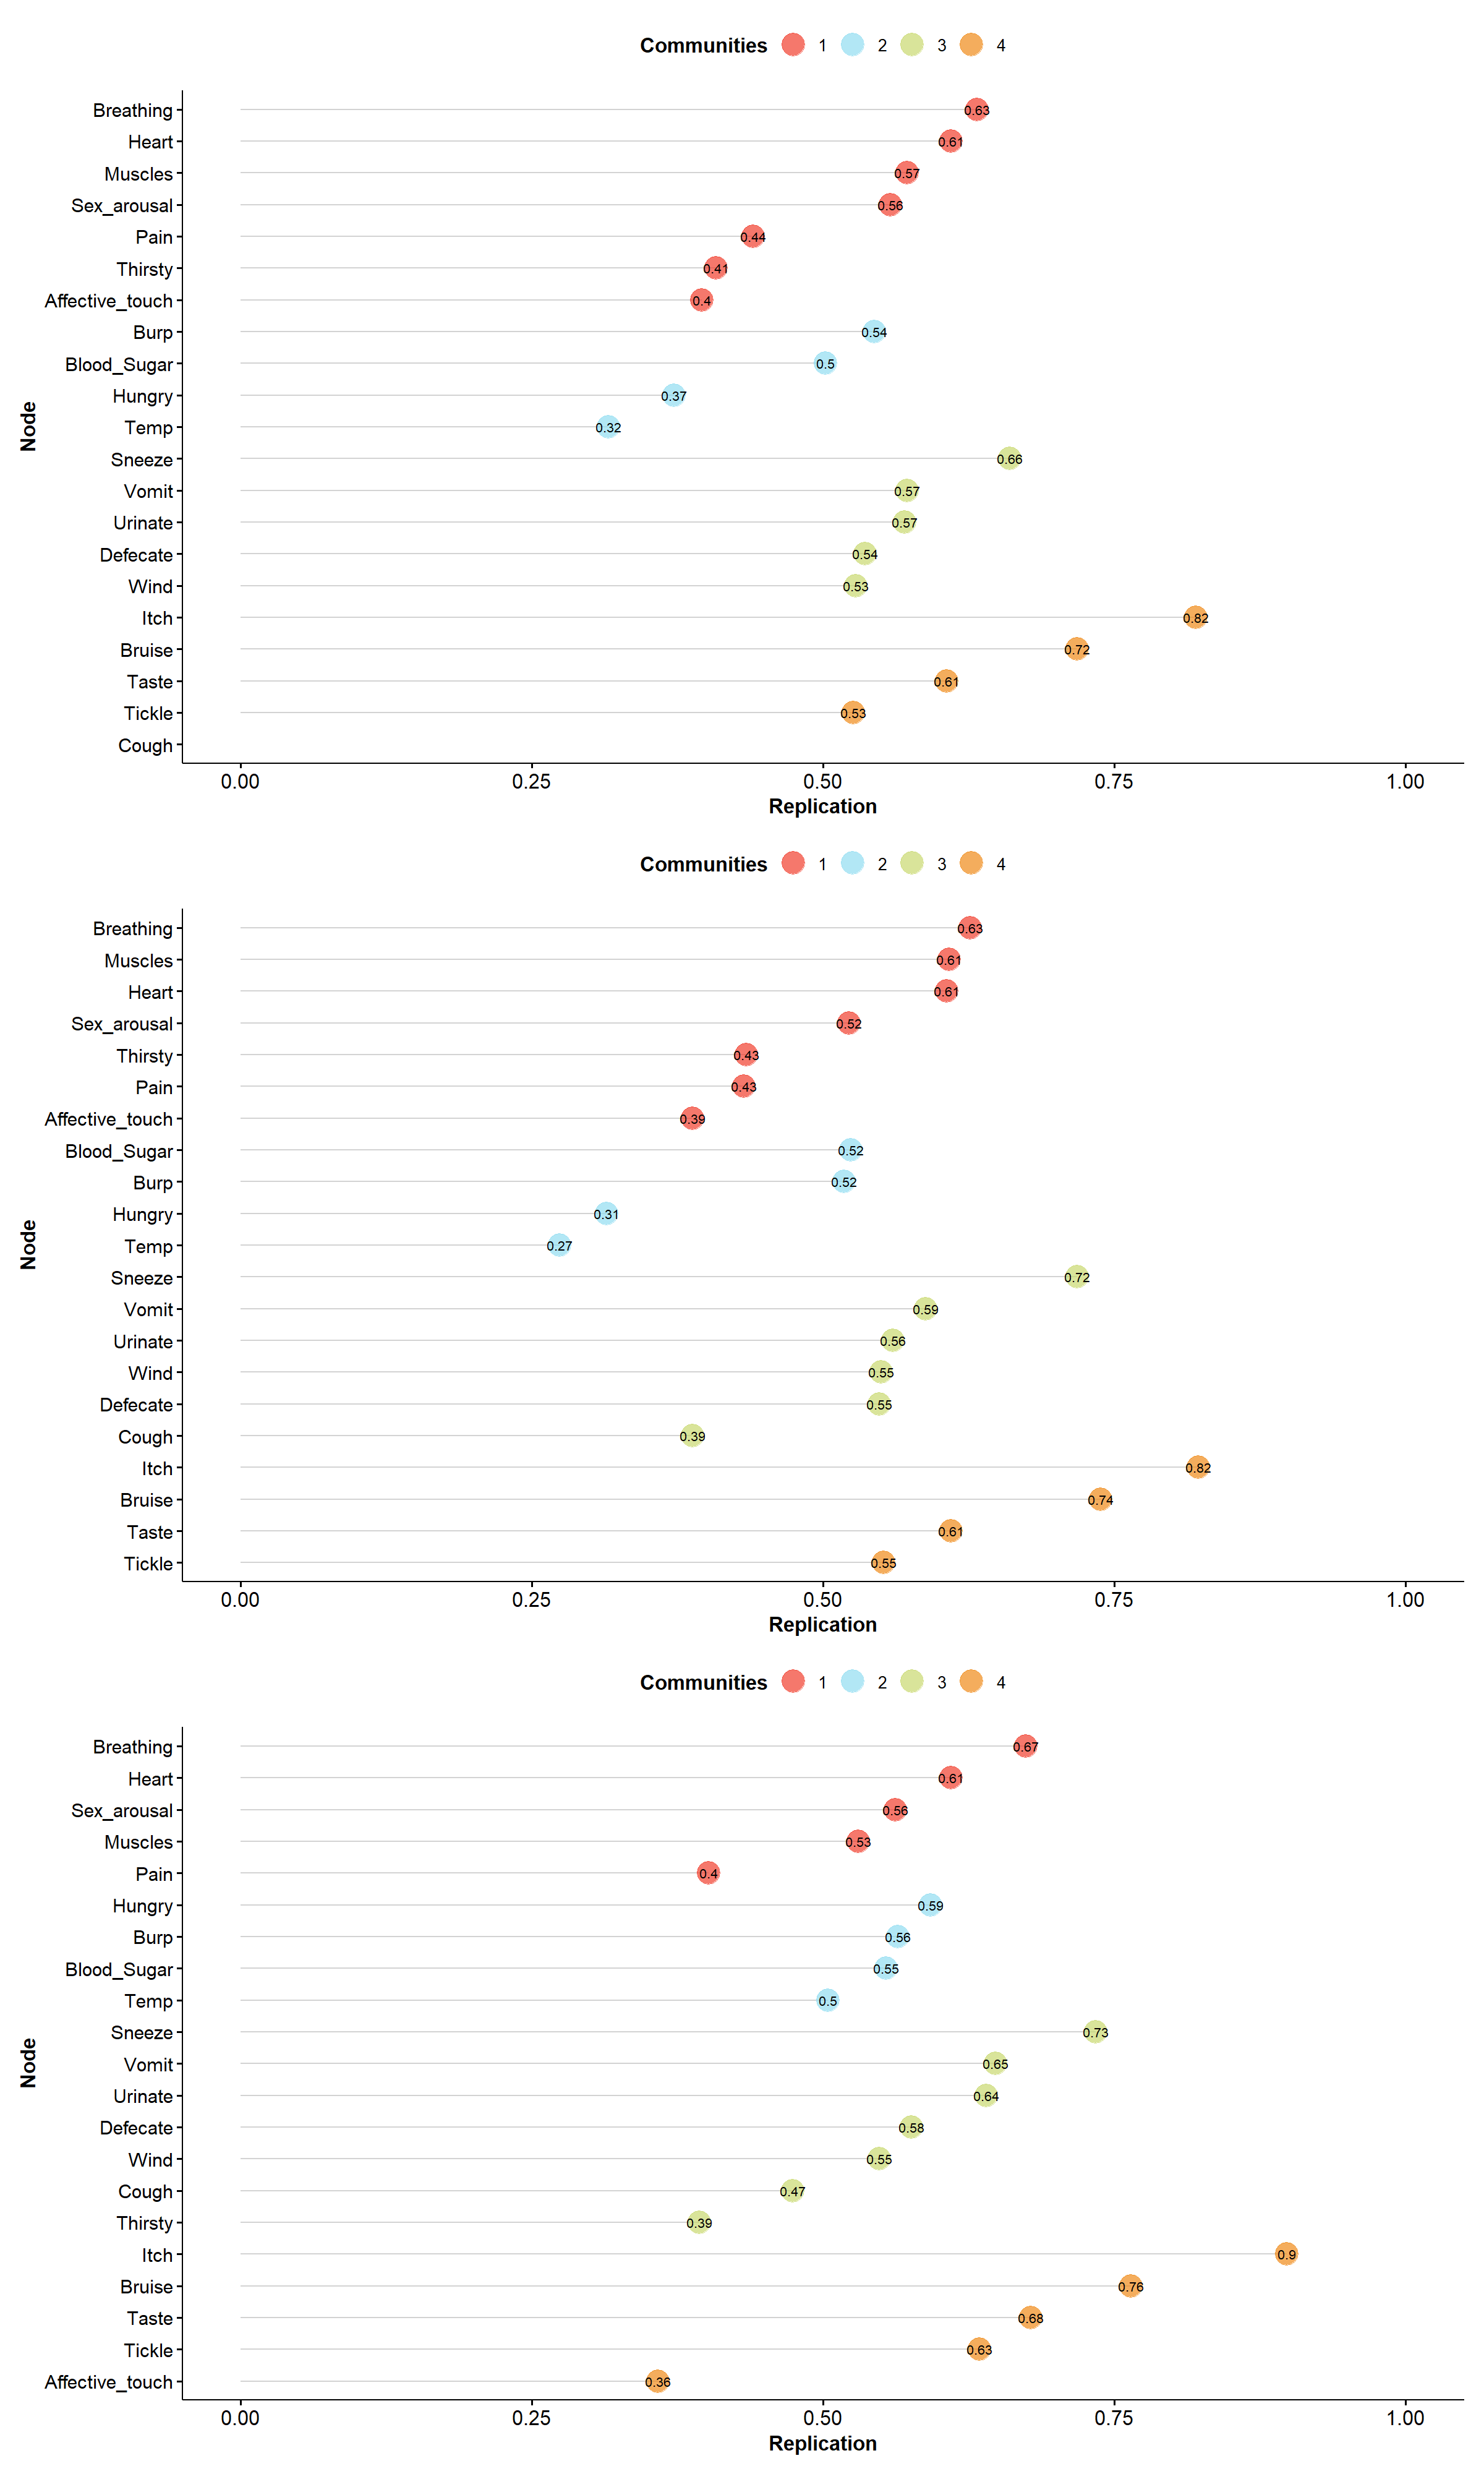 Communities 1 2 3 4
Breathing 0.63
Heart 0.61
Muscles 0.57
Sex_arousal 0.56
Pain 0.44
Thirsty 0.41
Affective_touch 0.4
Burp 0.54
Blood_Sugar 0.5
Hungry 0.37
Temp 0.32
Node
Sneeze 0.66
Vomit 0.57
Urinate 0.57
Defecate 0.54
Wind 0.53
Itch 0.82
Bruise 0.72
Taste 0.61
Tickle 0.53
Cough
0.00 0.25 0.50 0.75 1.00
Replication
Communities 1 2 3 4
Breathing 0.63
Muscles 0.61
Heart 0.61
Sex_arousal 0.52
Thirsty 0.43
Pain 0.43
Affective_touch 0.39
Blood_Sugar 0.52
Burp 0.52
Hungry 0.31
Node
Temp 0.27
Sneeze 0.72
Vomit 0.59
Urinate 0.56
Wind 0.55
Defecate 0.55
Cough 0.39
Itch 0.82
Bruise 0.74
Taste 0.61
Tickle 0.55
0.00 0.25 0.50 0.75 1.00
Replication
Communities 1 2 3 4
Breathing 0.67
Heart 0.61
Sex_arousal 0.56
Muscles 0.53
Pain 0.4
Hungry 0.59
Burp 0.56
Blood_Sugar 0.55
Temp 0.5
Sneeze 0.73
Node
Vomit 0.65
Urinate 0.64
Defecate 0.58
Wind 0.55
Cough 0.47
Thirsty 0.39
Itch 0.9
Bruise 0.76
Taste 0.68
Tickle 0.63
Affective_touch 0.36
0.00 0.25 0.50 0.75 1.00
Replication